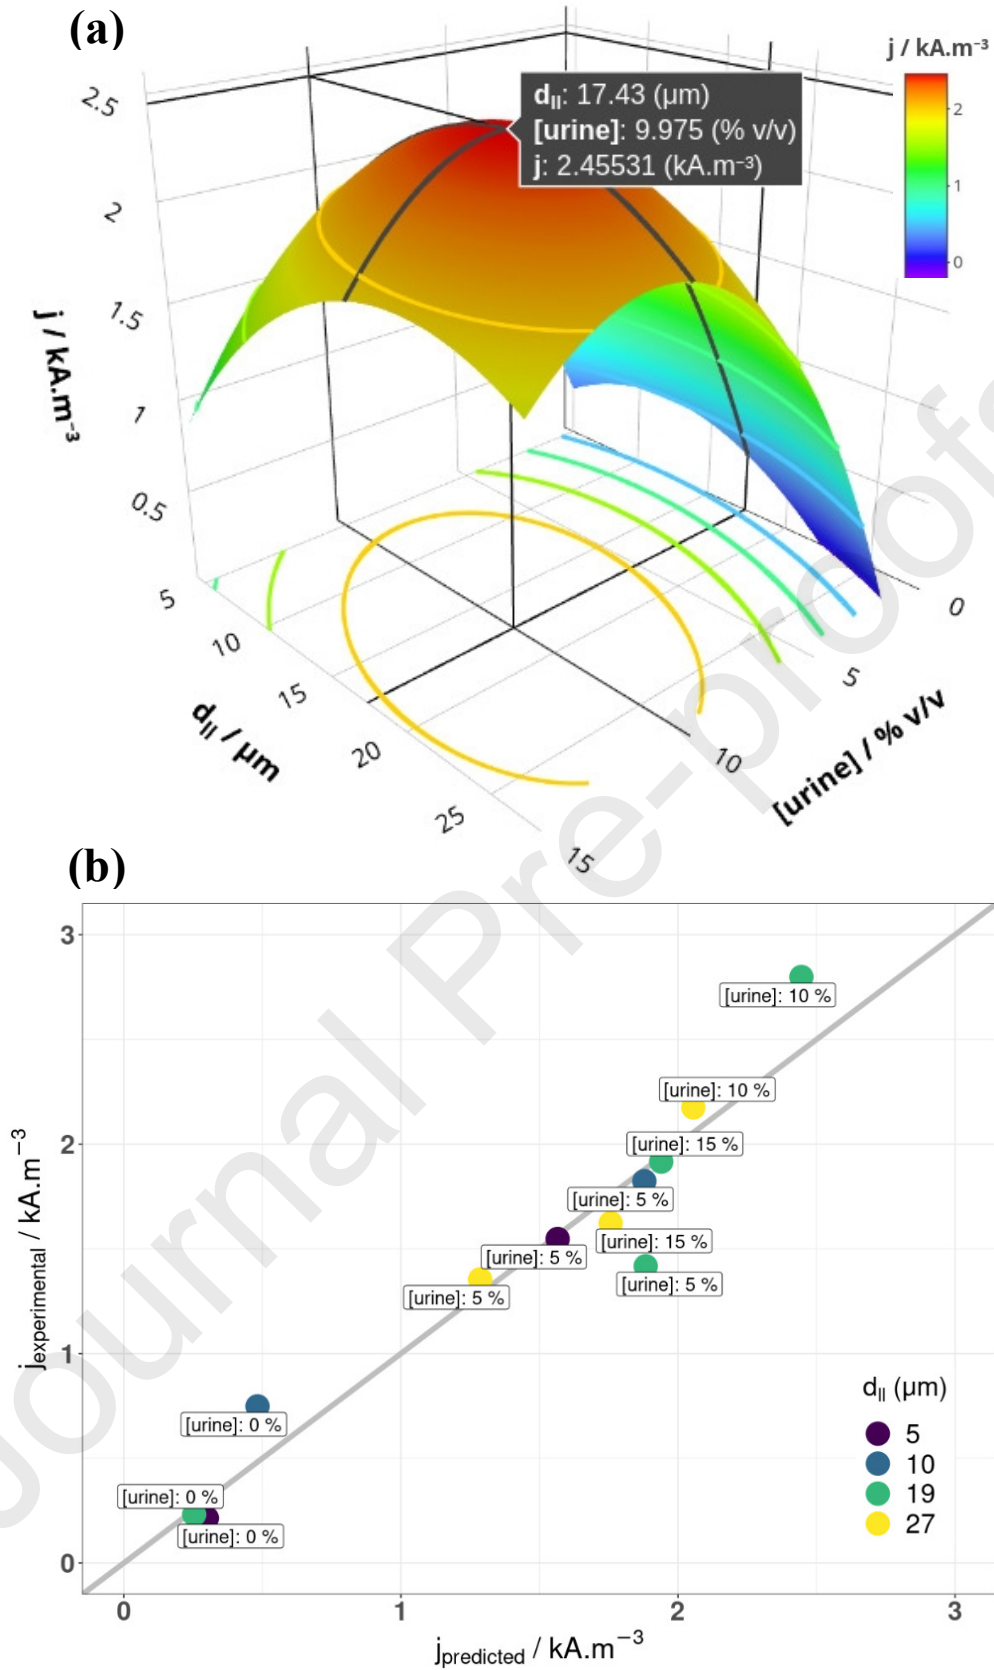 (a)
j / kA.m⁻³
2
1
0
d_ll: 17.43 (μm)
[urine]: 9.975 (% v/v)
j: 2.45531 (kA.m⁻³)
2.5
2
1.5
1
0.5
j / kA.m⁻³
5
10
15
20
25
d_ll / μm
0
5
10
15
[urine] / % v/v
(b)
3
2
1
0
j_experimental / kA.m⁻³
[urine]: 10 %
[urine]: 10 %
[urine]: 15 %
[urine]: 5 %
[urine]: 15 %
[urine]: 5 %
[urine]: 5 %
[urine]: 5 %
[urine]: 0 %
[urine]: 0 %
[urine]: 0 %
d_ll (μm)
5
10
19
27
0 1 2 3
j_predicted / kA.m⁻³
Journal Pre-proofs